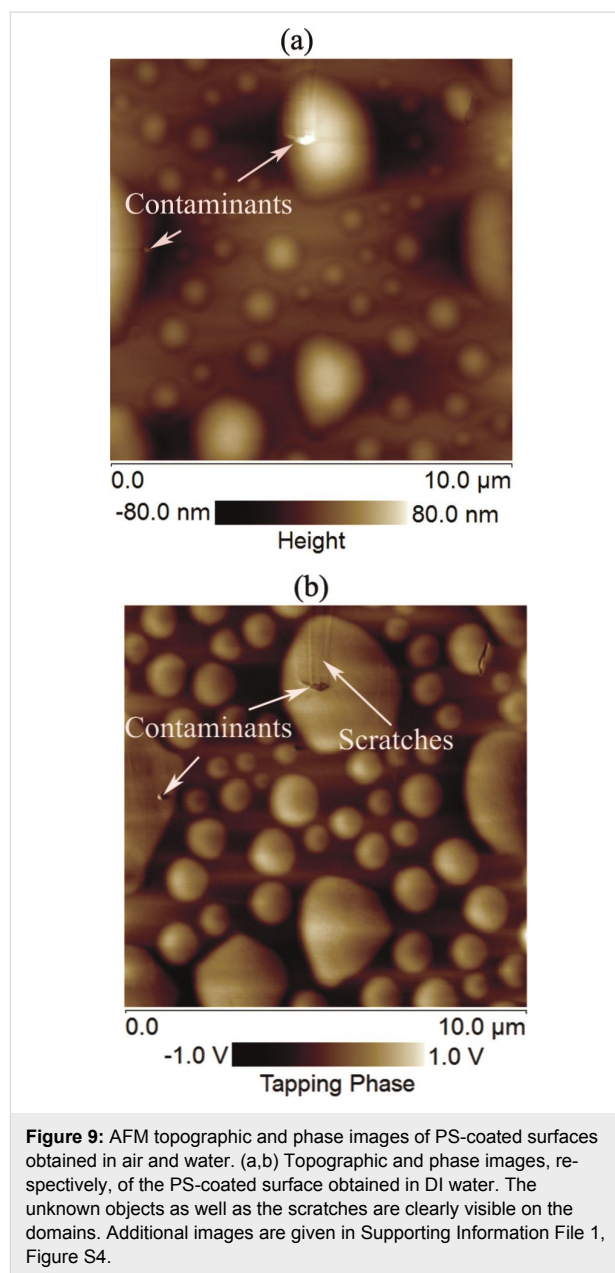 (a)
Contaminants
0.0 10.0 µm
-80.0 nm 80.0 nm
Height
(b)
Contaminants
Scratches
0.0 10.0 µm
-1.0 V 1.0 V
Tapping Phase
Figure 9: AFM topographic and phase images of PS-coated surfaces
obtained in air and water. (a,b) Topographic and phase images, re-
spectively, of the PS-coated surface obtained in DI water. The
unknown objects as well as the scratches are clearly visible on the
domains. Additional images are given in Supporting Information File 1,
Figure S4.